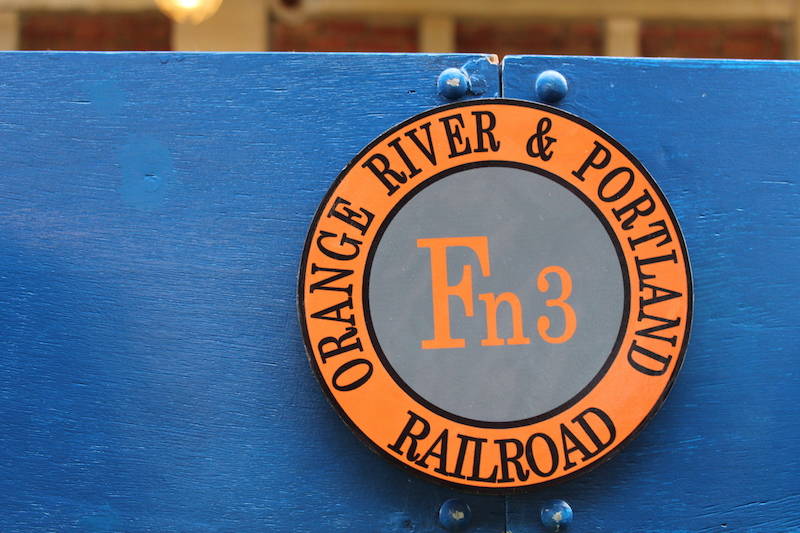 ORANGE RIVER & PORTLAND
Fn3
RAILROAD